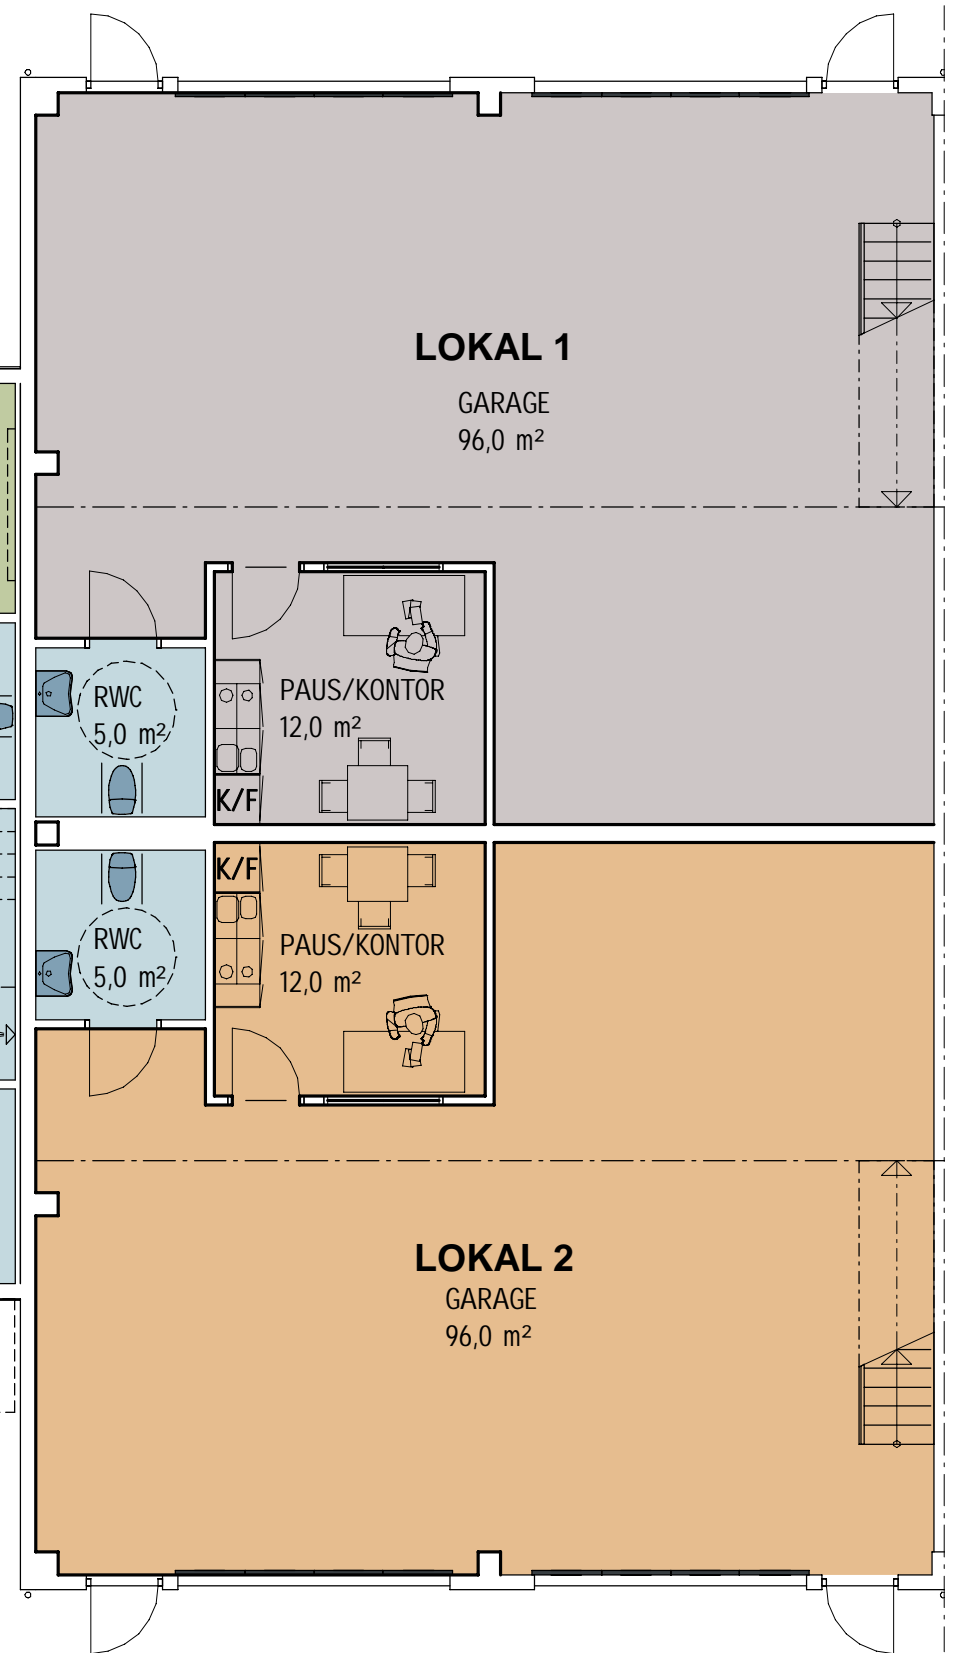 LOKAL 1
GARAGE
96,0 m²
RWC
5,0 m²
PAUS/KONTOR
12,0 m²
K/F
K/F
RWC
5,0 m²
PAUS/KONTOR
12,0 m²
LOKAL 2
GARAGE
96,0 m²